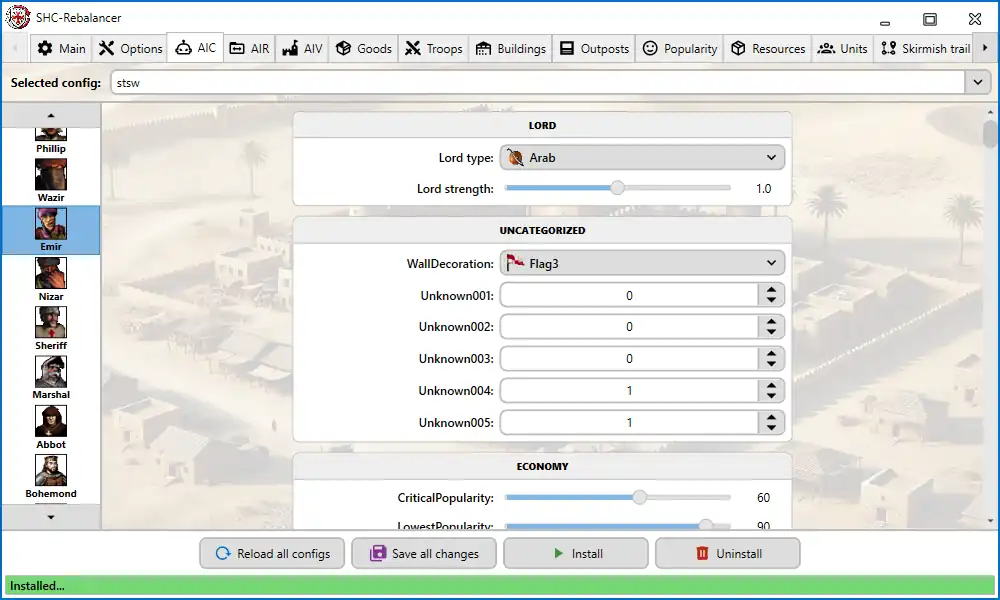 SHC-Rebalancer
Main Options AIC AIR AIV Goods Troops Buildings Outposts Popularity Resources Units Skirmish trail
Selected config: stsw
Phillip
Wazir
Emir
Nizar
Sheriff
Marshal
Abbot
Bohemond
LORD
Lord type: Arab
Lord strength: 1.0
UNCATEGORIZED
WallDecoration: Flag3
Unknown001: 0
Unknown002: 0
Unknown003: 0
Unknown004: 1
Unknown005: 1
ECONOMY
CriticalPopularity: 60
LowestPopularity: 90
Reload all configs Save all changes Install Uninstall
Installed...